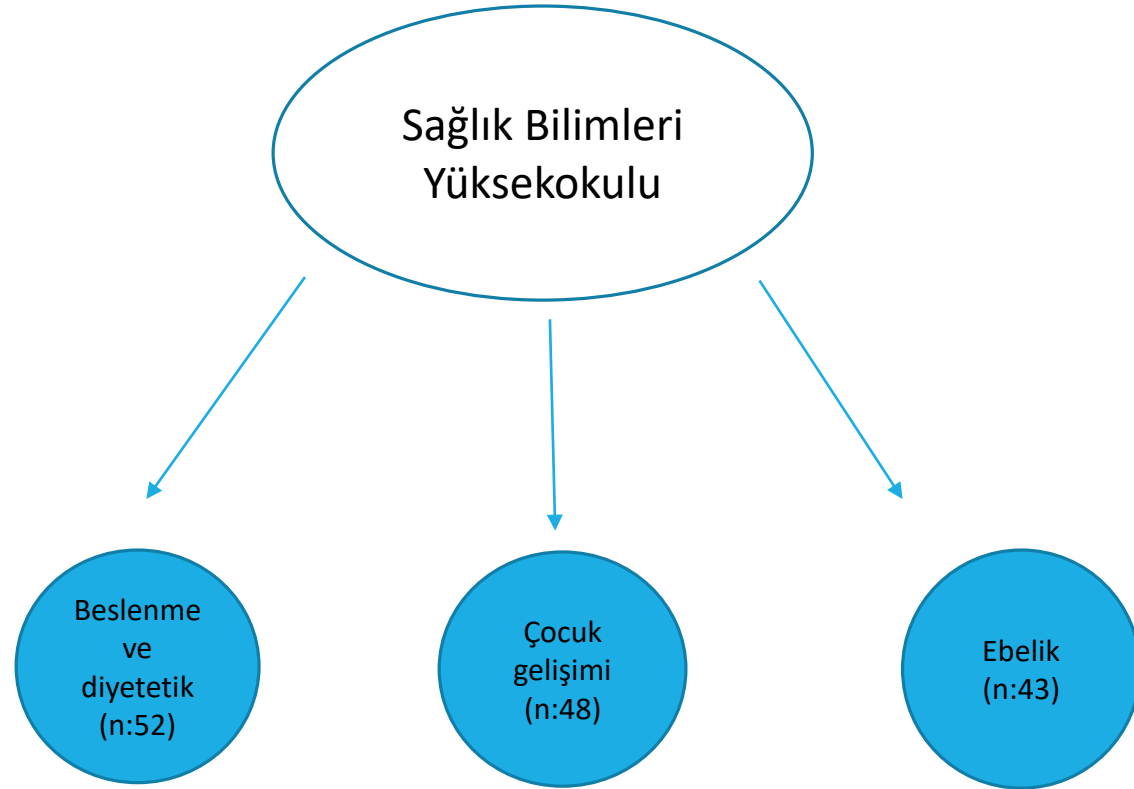 Sağlık Bilimleri
Yüksekokulu
Beslenme
ve
diyetetik
(n:52)
Çocuk
gelişimi
(n:48)
Ebelik
(n:43)